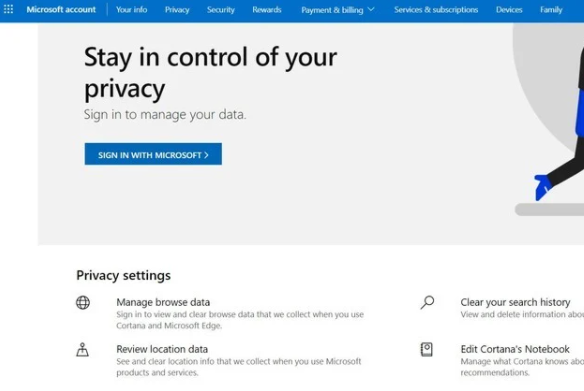 Microsoft account Your info Privacy Security Rewards Payment & billing Services & subscriptions Devices Family
Stay in control of your
privacy
Sign in to manage your data.
SIGN IN WITH MICROSOFT
Privacy settings
Manage browse data
Sign in to view and clear browse data that we collect when you use
Cortana and Microsoft Edge.
Clear your search history
View and delete information
Review location data
See and clear location info that we collect when you use Microsoft
products and services.
Edit Cortana's Notebook
Manage what Cortana knows
recommendations.